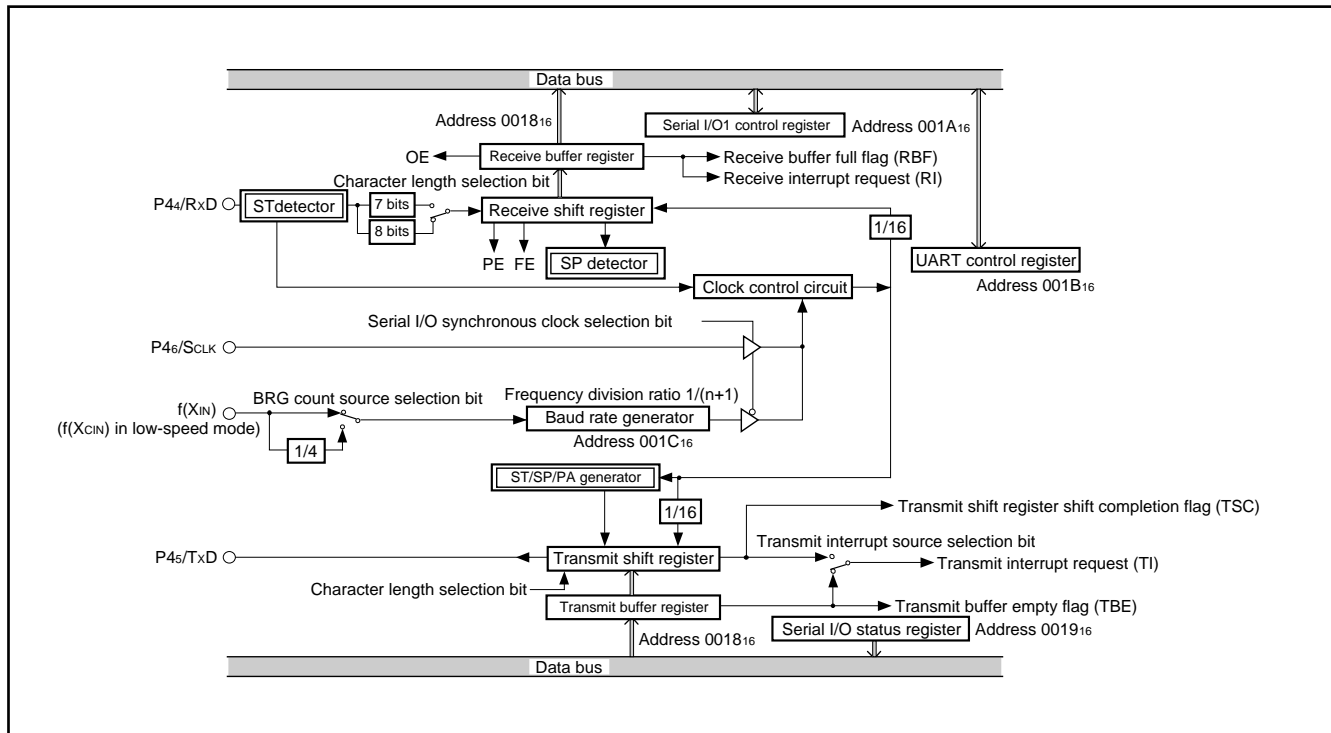 Data bus
Address 0018₁₆
Serial I/O1 control register
Address 001A₁₆
OE
Receive buffer register
Receive buffer full flag (RBF)
Receive interrupt request (RI)
Character length selection bit
P4₄/RxD
STdetector
7 bits
8 bits
Receive shift register
1/16
PE
FE
SP detector
UART control register
Address 001B₁₆
Clock control circuit
Serial I/O synchronous clock selection bit
P4₆/SCLK
BRG count source selection bit
Frequency division ratio 1/(n+1)
f(XIN)
(f(XCIN) in low-speed mode)
1/4
Baud rate generator
Address 001C₁₆
ST/SP/PA generator
1/16
Transmit shift register shift completion flag (TSC)
P4₅/TxD
Transmit shift register
Transmit interrupt source selection bit
Transmit interrupt request (TI)
Character length selection bit
Transmit buffer register
Transmit buffer empty flag (TBE)
Address 0018₁₆
Serial I/O status register
Address 0019₁₆
Data bus